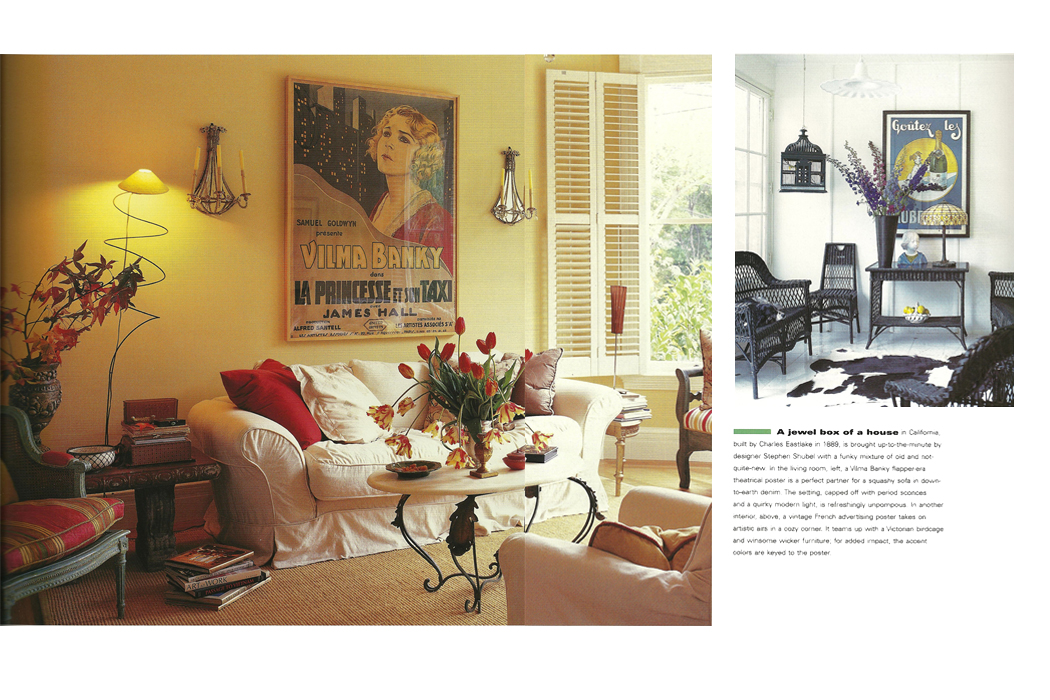 SAMUEL GOLDWYN
présente
VILMA BANKY
dans
LA PRINCESSE ET SON TAXI
JAMES HALL
ALFRED SANTELL
LES ARTISTES ASSOCIÉS S.A.
ART-WORK
Goutez les
A jewel box of a house in California,
built by Charles Eastlake in 1889, is brought up-to-the-minute by
designer Stephen Shubel with a funky mixture of old and not-
quite-new. In the living room, left, a Vilma Banky flapper-era
theatrical poster is a perfect partner for a squashy sofa in down-
to-earth denim. The setting, capped off with period sconces
and a quirky modern light, is refreshingly unpompous. In another
interior, above, a vintage French advertising poster takes on
artistic airs in a cozy corner. It teams up with a Victorian birdcage
and winsome wicker furniture; for added impact, the accent
colors are keyed to the poster.